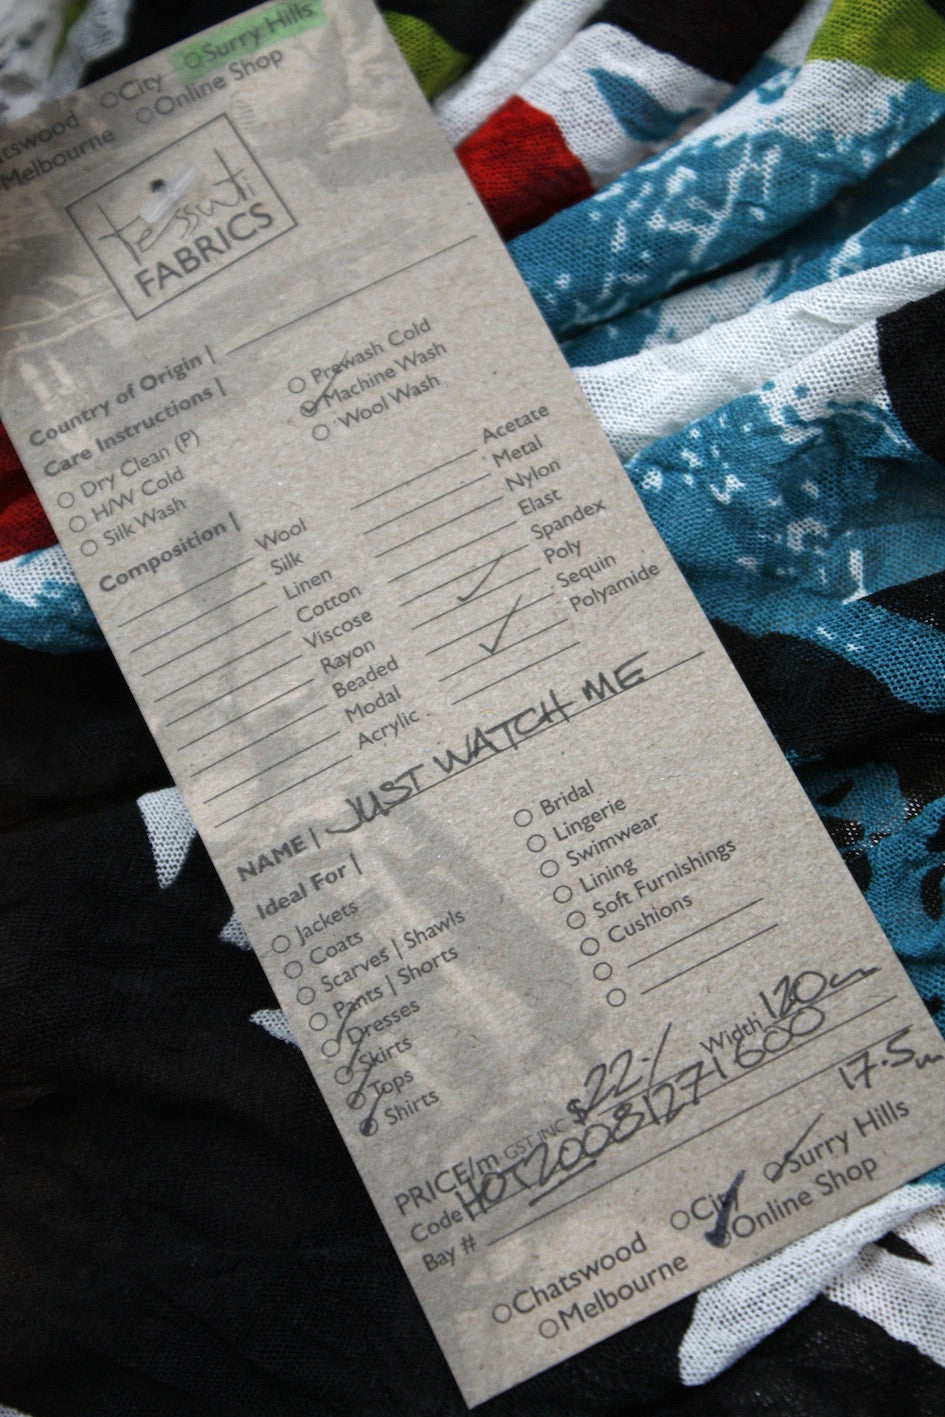 City Surry Hills
Melbourne Online Shop
tessuti
FABRICS
Country of Origin |
Care Instructions |
Dry Clean (P)
H/W Cold
Silk Wash
Prewash Cold
Machine Wash
Wool Wash
Composition |
Wool
Silk
Linen
Cotton
Viscose
Rayon
Beaded
Modal
Acrylic
Acetate
Metal
Nylon
Elast
Spandex
Poly
Sequin
Polyamide
NAME | JUST WATCH ME
Ideal For |
Jackets
Coats
Scarves | Shawls
Pants | Shorts
Dresses
Skirts
Tops
Shirts
Bridal
Lingerie
Swimwear
Lining
Soft Furnishings
Cushions
PRICE/m GST INC $22-/ Width 120cm
Code HOT20081271600
Bay # 17.5m
Chatswood City Surry Hills
Melbourne Online Shop